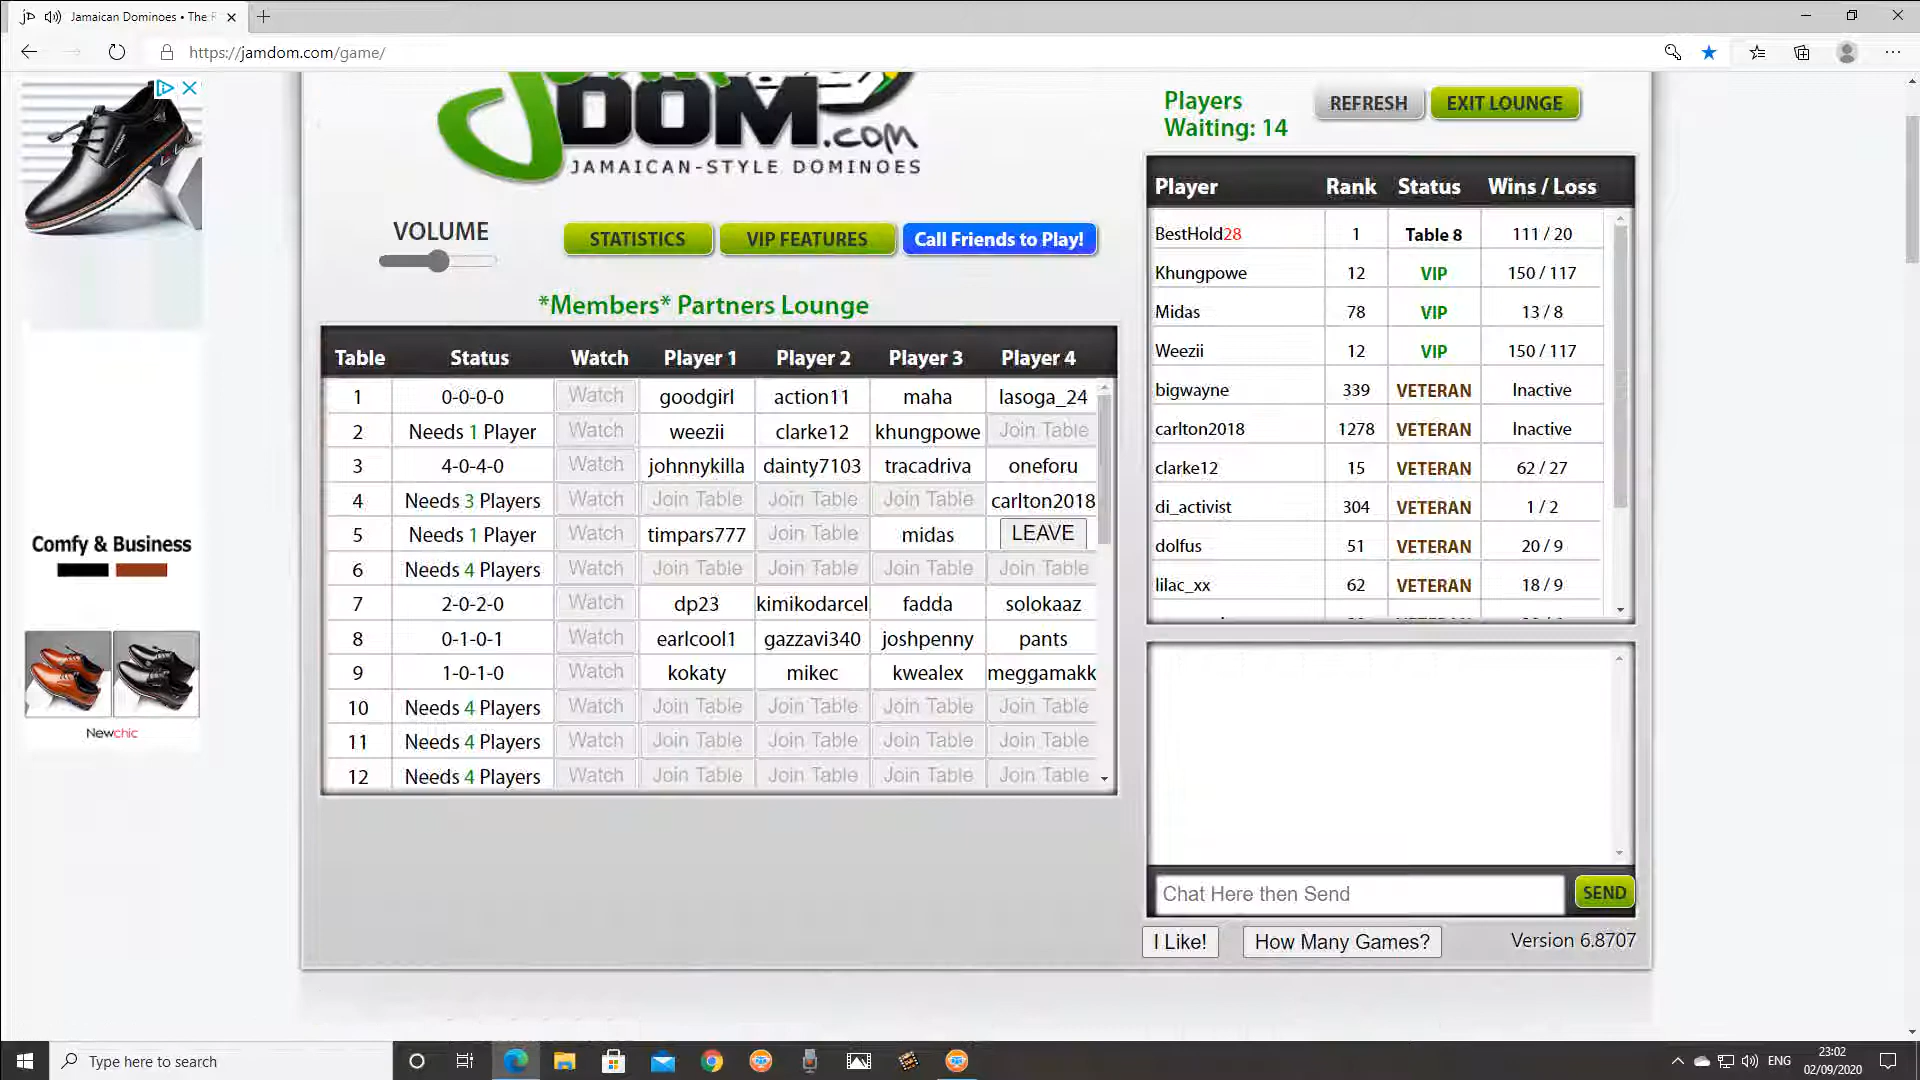 Jamaican Dominoes • The
https://jamdom.com/game/
DOM.com
JAMAICAN-STYLE DOMINOES
Players
Waiting: 14
REFRESH
EXIT LOUNGE
VOLUME
STATISTICS
VIP FEATURES
Call Friends to Play!
*Members* Partners Lounge
Table Status Watch Player 1 Player 2 Player 3 Player 4
1 0-0-0-0 Watch goodgirl action11 maha lasoga_24
2 Needs 1 Player Watch weezii clarke12 khungpowe Join Table
3 4-0-4-0 Watch johnnykilla dainty7103 tracadriva oneforu
4 Needs 3 Players Watch Join Table Join Table Join Table carlton2018
5 Needs 1 Player Watch timpars777 Join Table midas LEAVE
6 Needs 4 Players Watch Join Table Join Table Join Table Join Table
7 2-0-2-0 Watch dp23 kimikodarcel fadda solokaaz
8 0-1-0-1 Watch earlcool1 gazzavi340 joshpenny pants
9 1-0-1-0 Watch kokaty mikec kwealex meggamakk
10 Needs 4 Players Watch Join Table Join Table Join Table Join Table
11 Needs 4 Players Watch Join Table Join Table Join Table Join Table
12 Needs 4 Players Watch Join Table Join Table Join Table Join Table
Player Rank Status Wins / Loss
BestHold28 1 Table 8 111 / 20
Khungpowe 12 VIP 150 / 117
Midas 78 VIP 13 / 8
Weezii 12 VIP 150 / 117
bigwayne 339 VETERAN Inactive
carlton2018 1278 VETERAN Inactive
clarke12 15 VETERAN 62 / 27
di_activist 304 VETERAN 1 / 2
dolfus 51 VETERAN 20 / 9
lilac_xx 62 VETERAN 18 / 9
Chat Here then Send
SEND
I Like!
How Many Games?
Version 6.8707
Comfy & Business
Newchic
Type here to search
ENG
23:02
02/09/2020